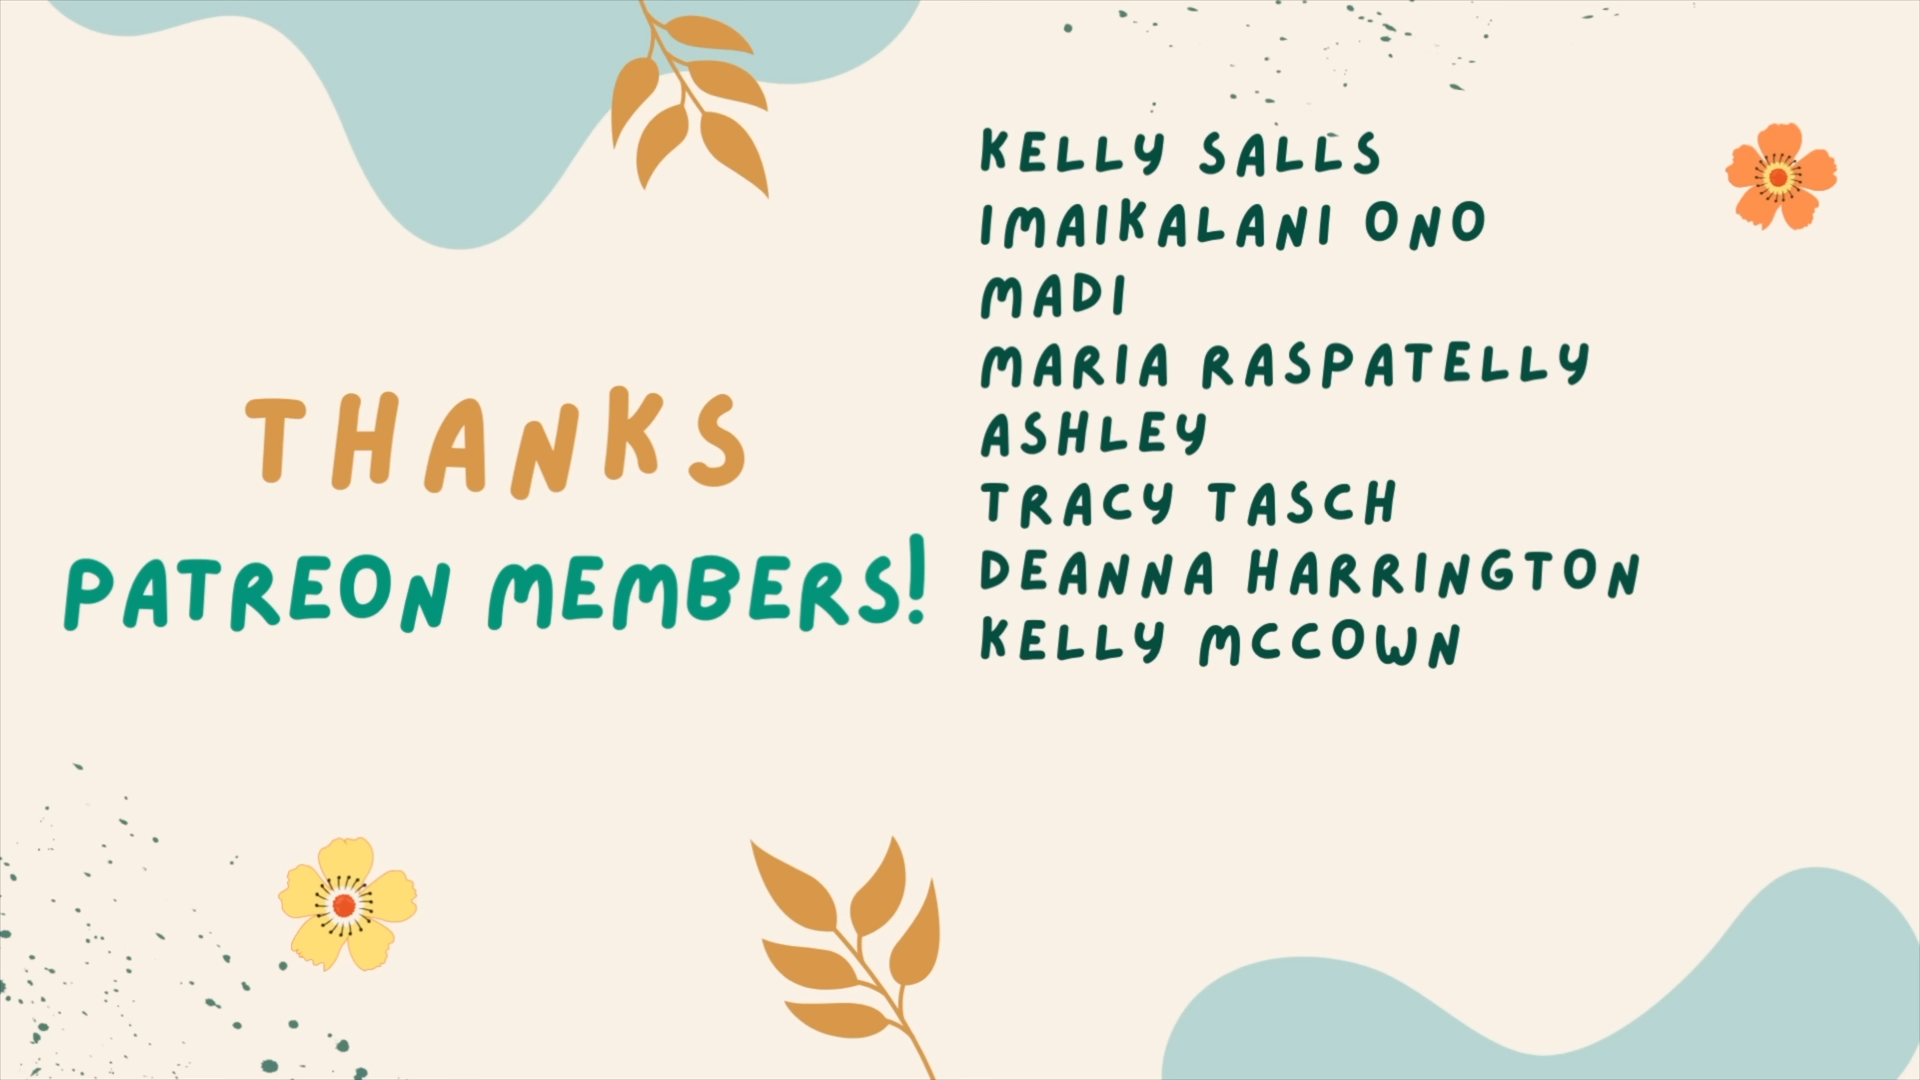 THANKS
PATREON MEMBERS!
KELLY SALLS
IMAIKALANI ONO
MADI
MARIA RASPATELLY
ASHLEY
TRACY TASCH
DEANNA HARRINGTON
KELLY MCCOWN